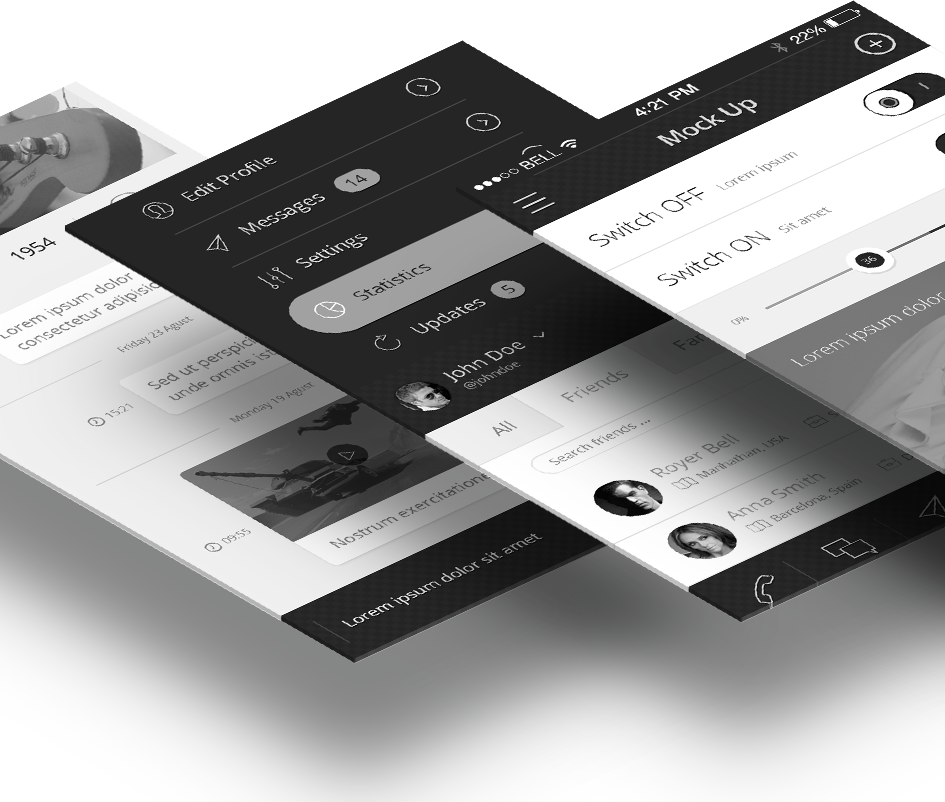 1954
Lorem ipsum dolor
consectetur adipisic
Friday 23 Agust
15:21
Sed ut perspici
unde omnis iste
Monday 19 Agust
09:55
Nostrum exercitatione
Lorem ipsum dolor sit amet
Edit Profile
Messages 14
Settings
Statistics
Updates 5
John Doe
@johndoe
All Friends
Search friends ...
Royer Bell
Manhathan, USA
Anna Smith
Barcelone, Spain
BELL 4:21 PM 22%
Mock Up
Switch OFF Lorem ipsum
Switch ON Sit amet
0% 36
Lorem ipsum dolor